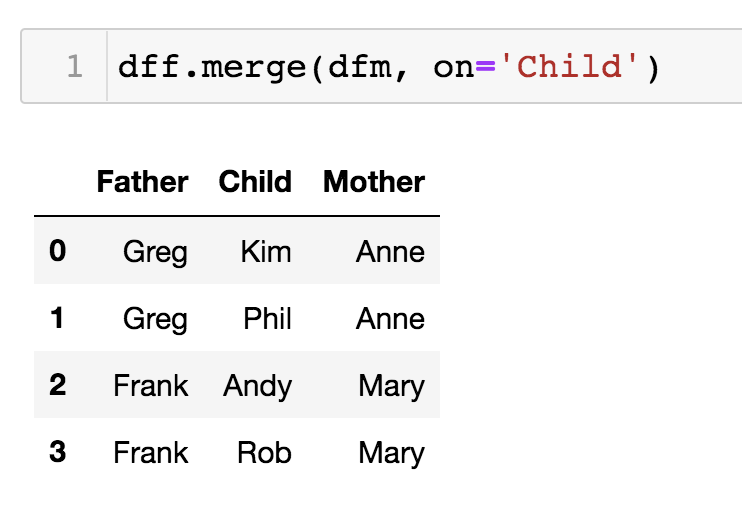 1 dff.merge(dfm, on='Child')
Father Child Mother
0 Greg Kim Anne
1 Greg Phil Anne
2 Frank Andy Mary
3 Frank Rob Mary